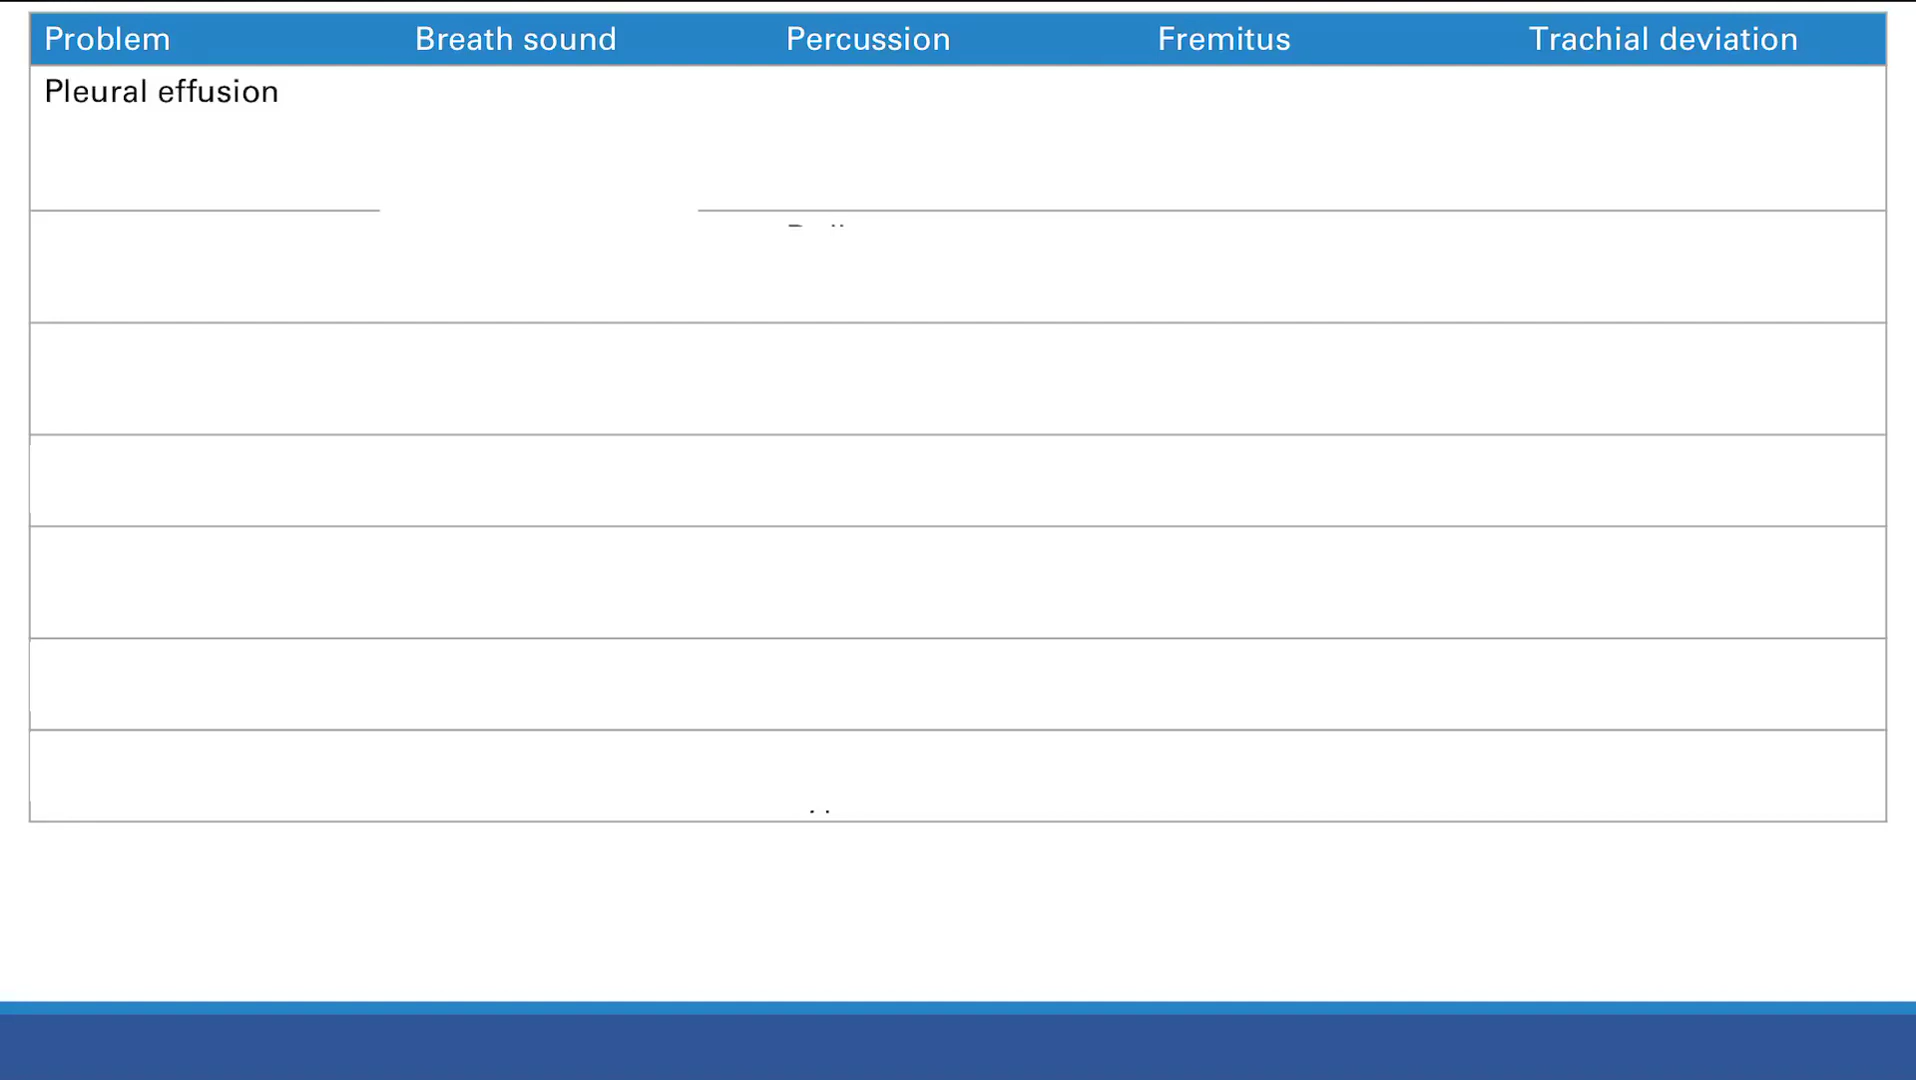 Problem Breath sound Percussion Fremitus Trachial deviation
Pleural effusion